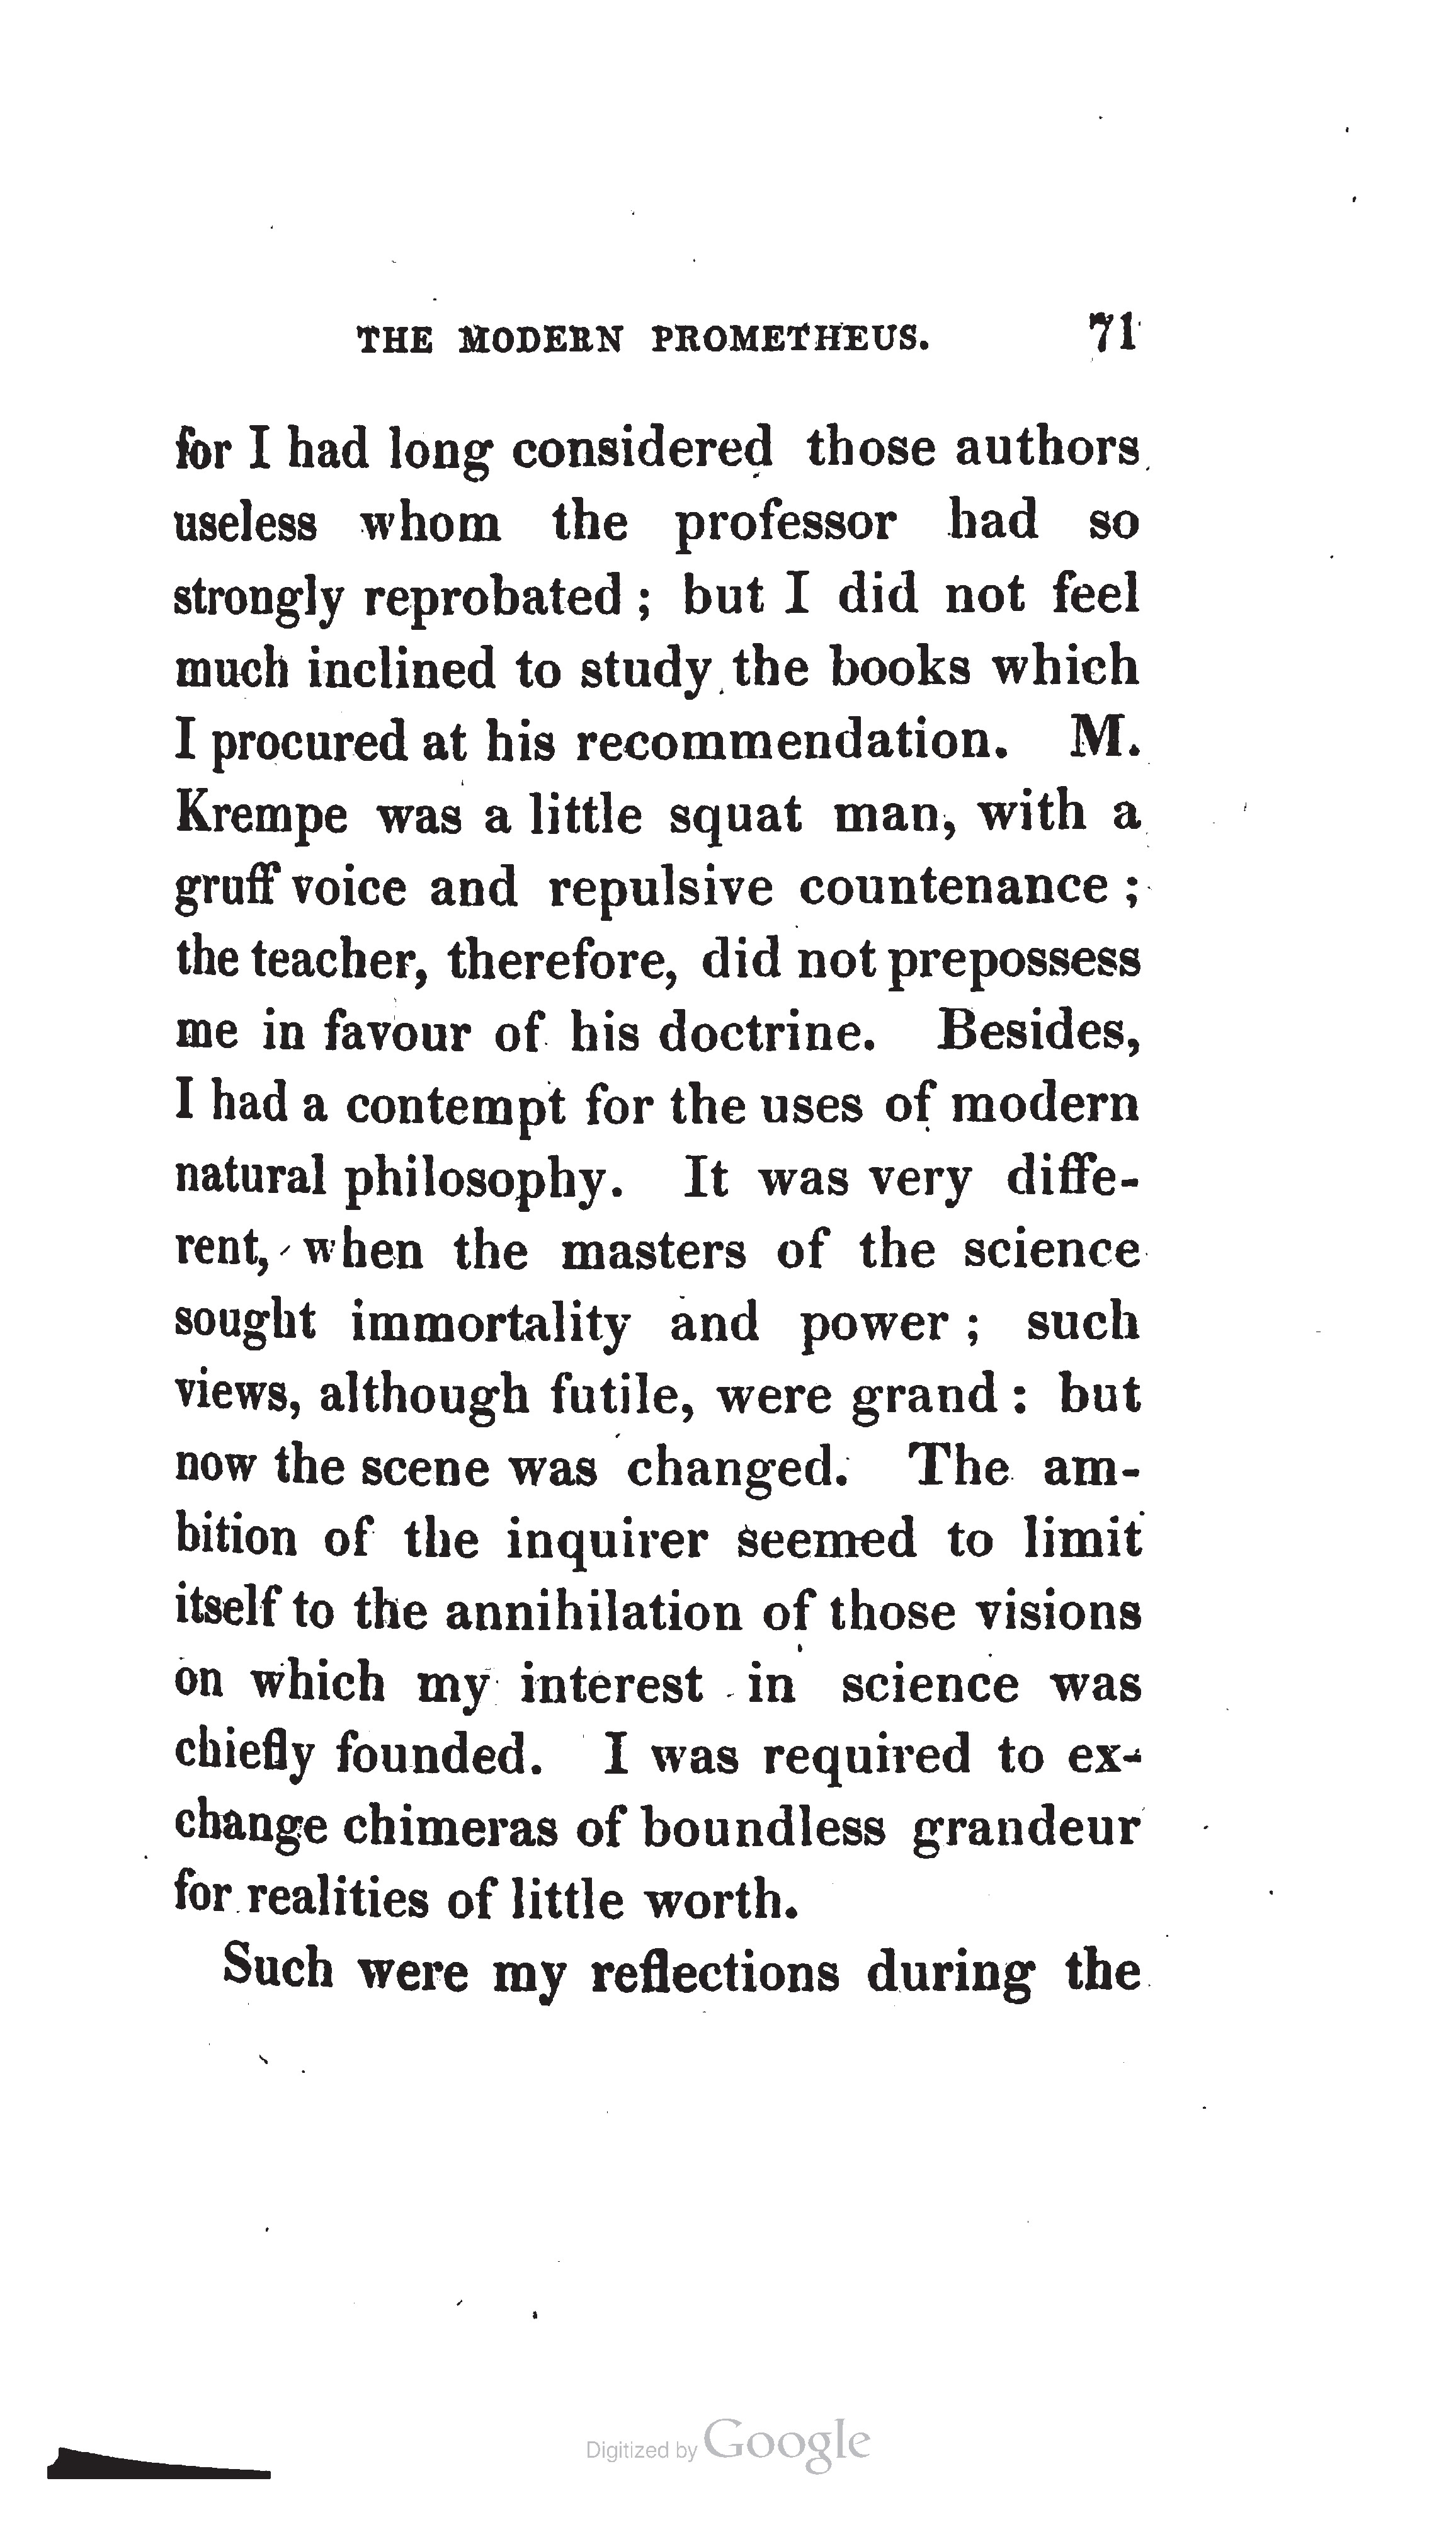 THE MODERN PROMETHEUS. 71
for I had long considered those authors
useless whom the professor had so
strongly reprobated ; but I did not feel
much inclined to study the books which
I procured at his recommendation. M.
Krempe was a little squat man, with a
gruff voice and repulsive countenance ;
the teacher, therefore, did not prepossess
me in favour of his doctrine. Besides,
I had a contempt for the uses of modern
natural philosophy. It was very diffe-
rent, when the masters of the science
sought immortality and power ; such
views, although futile, were grand : but
now the scene was changed. The am-
bition of the inquirer seemed to limit
itself to the annihilation of those visions
on which my interest in science was
chiefly founded. I was required to ex-
change chimeras of boundless grandeur
for realities of little worth.
Such were my reflections during the
Digitized by Google